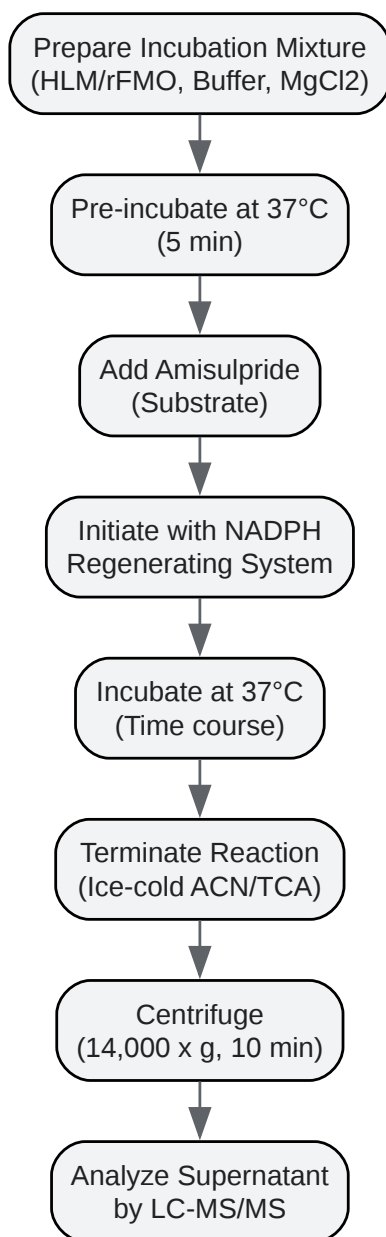 Prepare Incubation Mixture
(HLM/rFMO, Buffer, MgCl2)
Pre-incubate at 37°C
(5 min)
Add Amisulpride
(Substrate)
Initiate with NADPH
Regenerating System
Incubate at 37°C
(Time course)
Terminate Reaction
(Ice-cold ACN/TCA)
Centrifuge
(14,000 x g, 10 min)
Analyze Supernatant
by LC-MS/MS